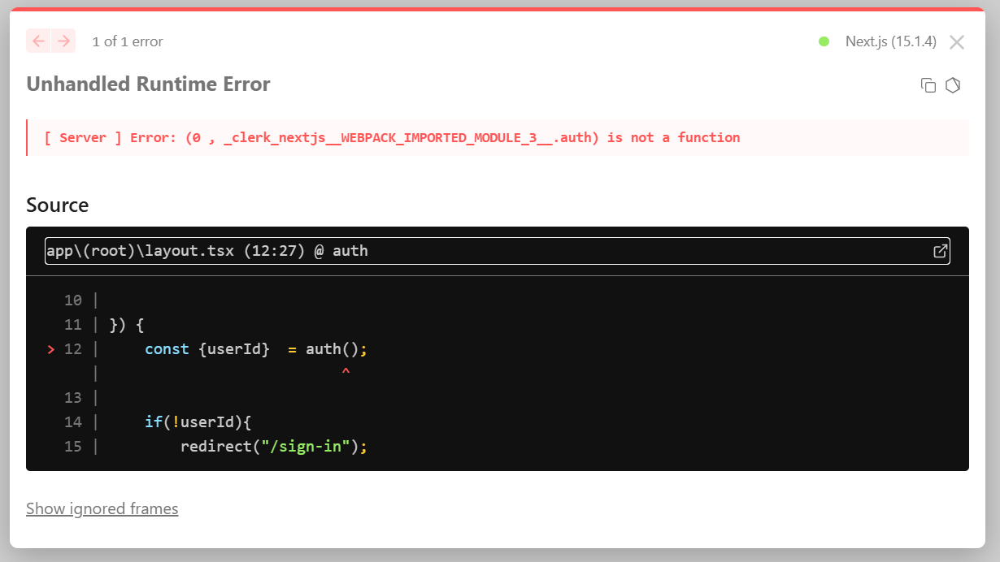 1 of 1 error
Next.js (15.1.4)
Unhandled Runtime Error
[ Server ] Error: (0 , _clerk_nextjs__WEBPACK_IMPORTED_MODULE_3__.auth) is not a function
Source
app\(root)\layout.tsx (12:27) @ auth
10 |
11 | }) {
> 12 |     const {userId}  = auth();
|                           ^
13 |
14 |     if(!userId){
15 |         redirect("/sign-in");
Show ignored frames